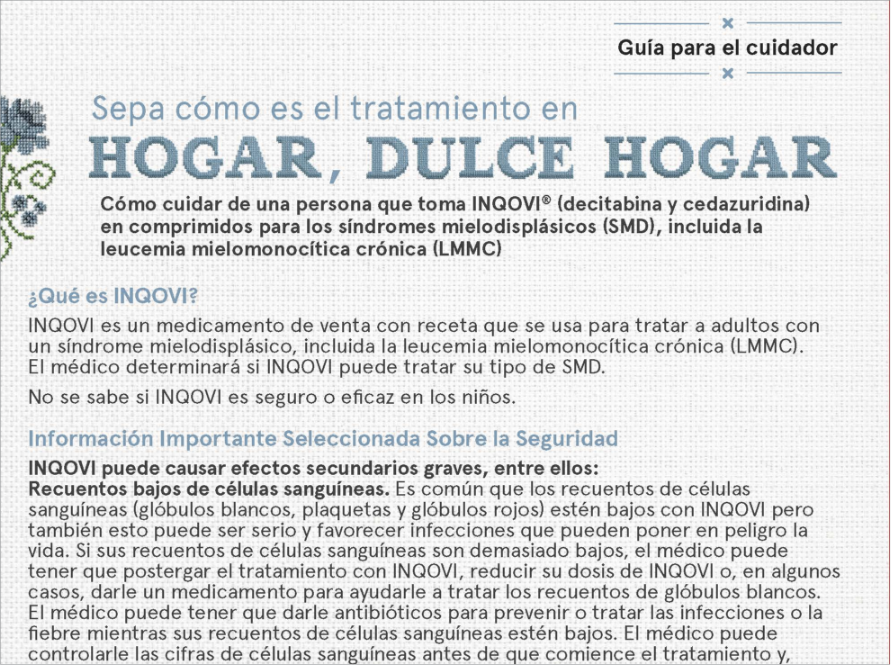 Guía para el cuidador
Sepa cómo es el tratamiento en
HOGAR, DULCE HOGAR
Cómo cuidar de una persona que toma INQOVI® (decitabina y cedazuridina)
en comprimidos para los síndromes mielodisplásicos (SMD), incluida la
leucemia mielomonocítica crónica (LMMC)
¿Qué es INQOVI?
INQOVI es un medicamento de venta con receta que se usa para tratar a adultos con
un síndrome mielodisplásico, incluida la leucemia mielomonocítica crónica (LMMC).
El médico determinará si INQOVI puede tratar su tipo de SMD.
No se sabe si INQOVI es seguro o eficaz en los niños.
Información Importante Seleccionada Sobre la Seguridad
INQOVI puede causar efectos secundarios graves, entre ellos:
Recuentos bajos de células sanguíneas. Es común que los recuentos de células
sanguíneas (glóbulos blancos, plaquetas y glóbulos rojos) estén bajos con INQOVI pero
también esto puede ser serio y favorecer infecciones que pueden poner en peligro la
vida. Si sus recuentos de células sanguíneas son demasiado bajos, el médico puede
tener que postergar el tratamiento con INQOVI, reducir su dosis de INQOVI o, en algunos
casos, darle un medicamento para ayudarle a tratar los recuentos de glóbulos blancos.
El médico puede tener que darle antibióticos para prevenir o tratar las infecciones o la
fiebre mientras sus recuentos de células sanguíneas estén bajos. El médico puede
controlarle las cifras de células sanguíneas antes de que comience el tratamiento y,